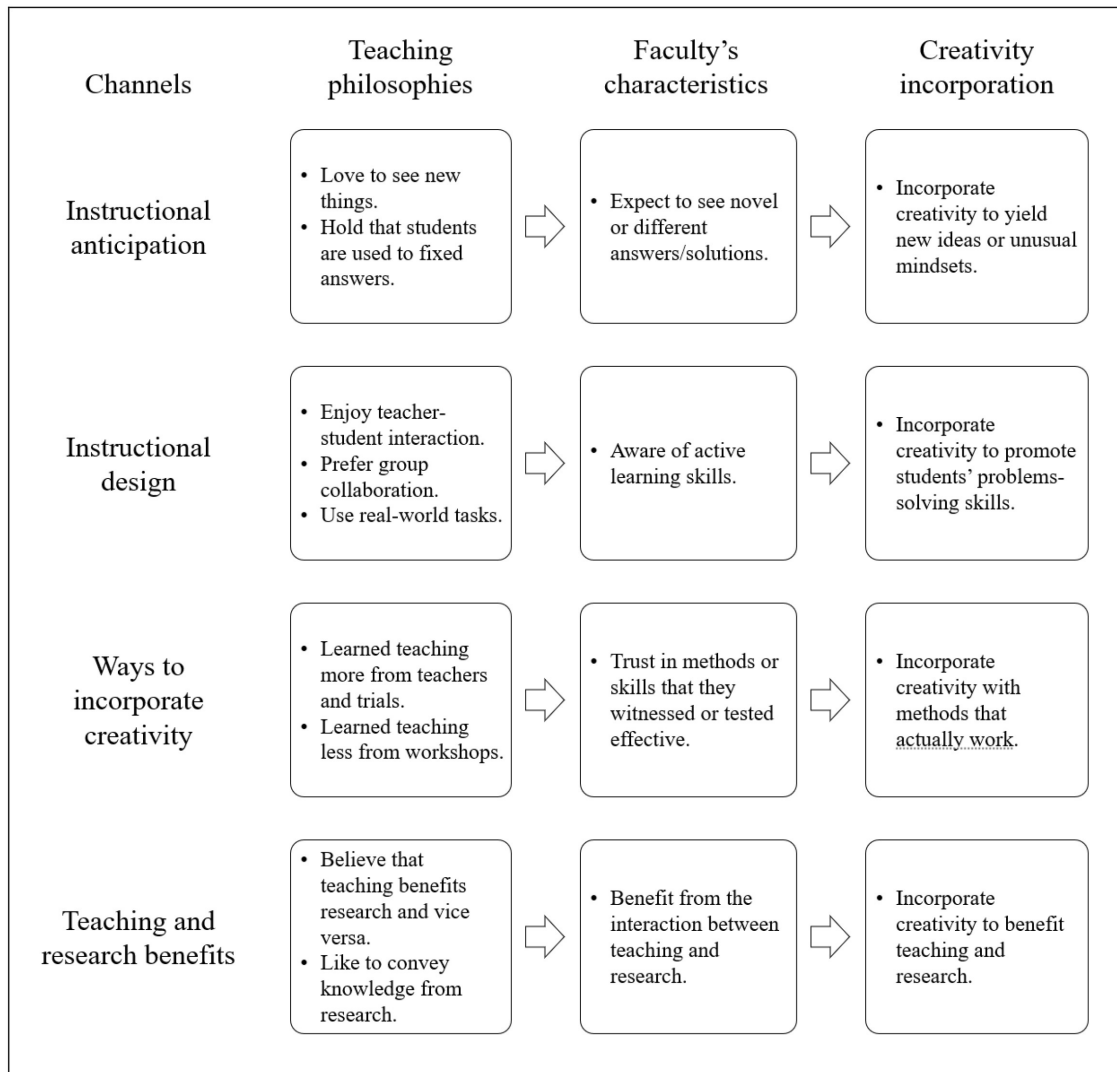 Channels
Teaching
philosophies
Faculty’s
characteristics
Creativity
incorporation
Instructional
anticipation
• Love to see new
things.
• Hold that students
are used to fixed
answers.
• Expect to see novel
or different
answers/solutions.
• Incorporate
creativity to yield
new ideas or unusual
mindsets.
Instructional
design
• Enjoy teacher-
student interaction.
• Prefer group
collaboration.
• Use real-world tasks.
• Aware of active
learning skills.
• Incorporate
creativity to promote
students’ problems-
solving skills.
Ways to
incorporate
creativity
• Learned teaching
more from teachers
and trials.
• Learned teaching
less from workshops.
• Trust in methods or
skills that they
witnessed or tested
effective.
• Incorporate
creativity with
methods that
actually work.
Teaching and
research benefits
• Believe that
teaching benefits
research and vice
versa.
• Like to convey
knowledge from
research.
• Benefit from the
interaction between
teaching and
research.
• Incorporate
creativity to benefit
teaching and
research.